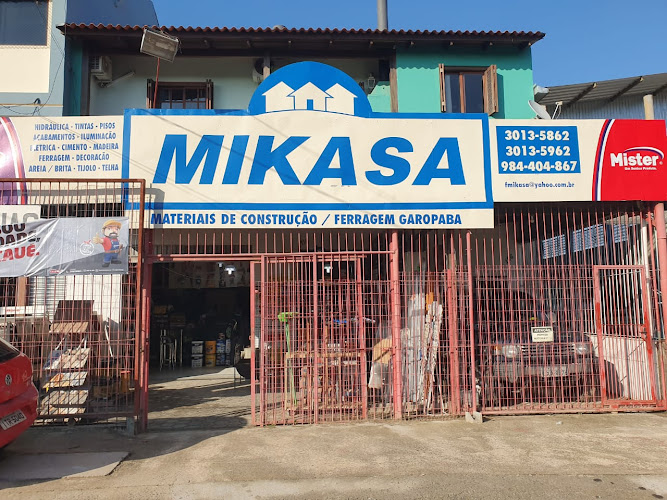 HIDRÁULICA - TINTAS - PISOS
ACABAMENTOS - ILUMINAÇÃO
ELÉTRICA - CIMENTO - MADEIRA
FERRAGEM - DECORAÇÃO
AREIA / BRITA - TIJOLO - TELHA
MIKASA
MATERIAIS DE CONSTRUÇÃO / FERRAGEM GAROPABA
3013-5862
3013-5962
984-404-867
fmikasa@yahoo.com.br
Mister